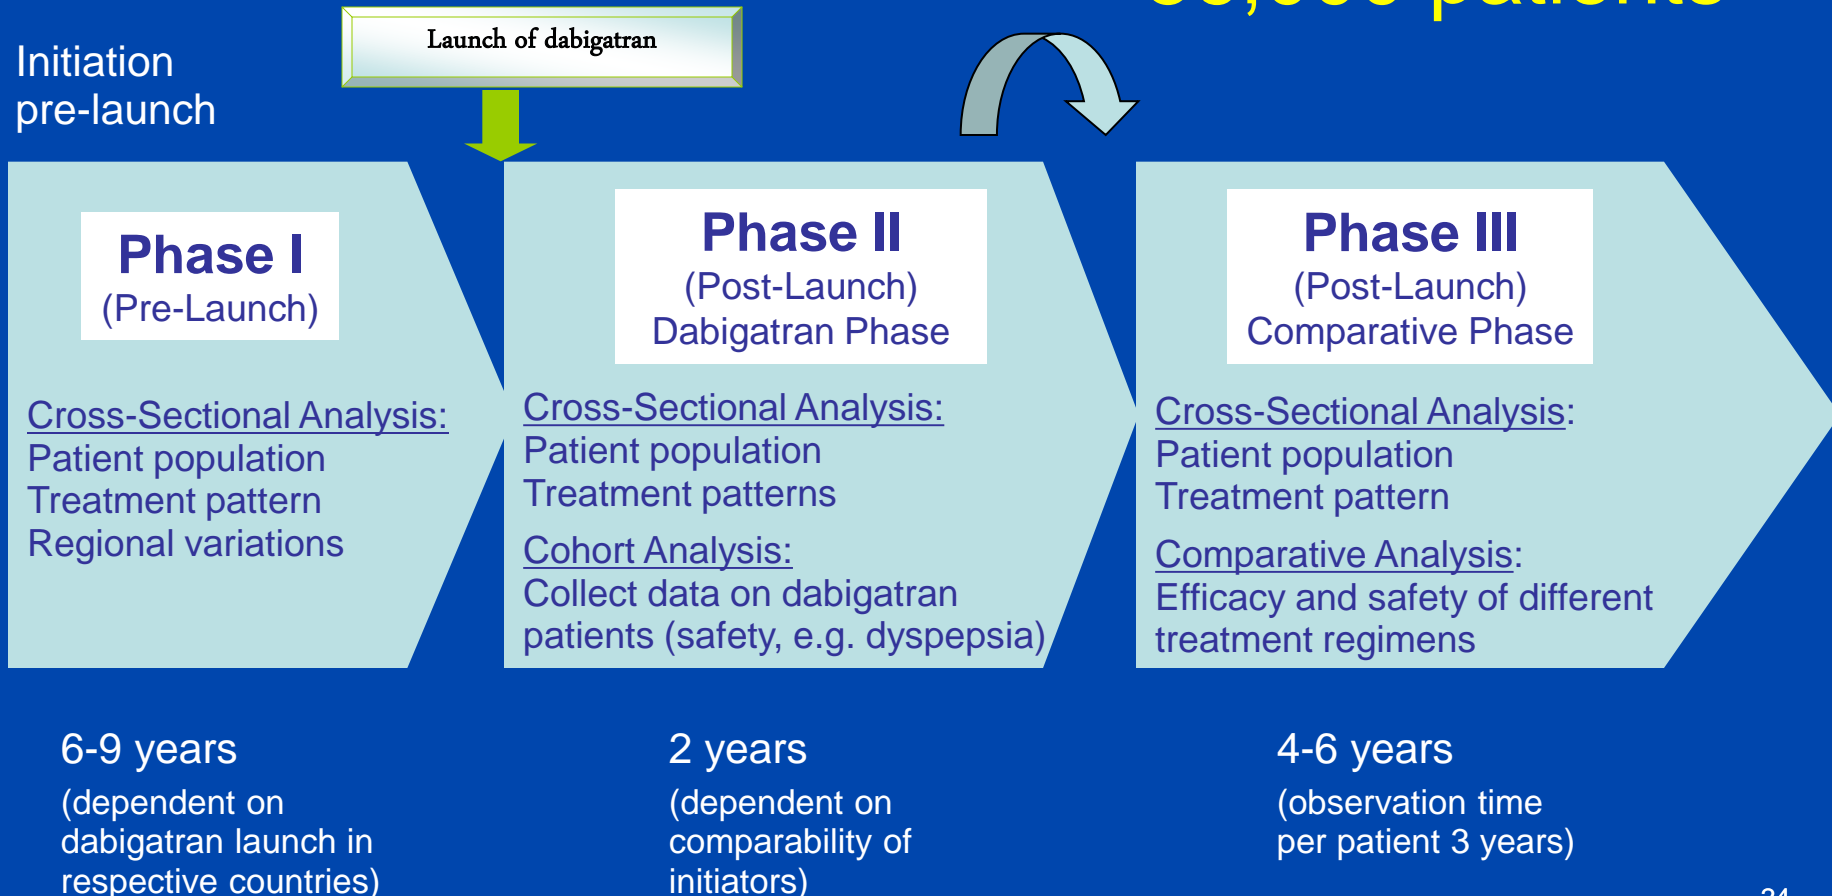 patients
Launch of dabigatran
Initiation
pre-launch
Phase I
(Pre-Launch)
Cross-Sectional Analysis:
Patient population
Treatment pattern
Regional variations
Phase II
(Post-Launch)
Dabigatran Phase
Cross-Sectional Analysis:
Patient population
Treatment patterns
Cohort Analysis:
Collect data on dabigatran
patients (safety, e.g. dyspepsia)
Phase III
(Post-Launch)
Comparative Phase
Cross-Sectional Analysis:
Patient population
Treatment pattern
Comparative Analysis:
Efficacy and safety of different
treatment regimens
6-9 years
(dependent on
dabigatran launch in
respective countries)
2 years
(dependent on
comparability of
initiators)
4-6 years
(observation time
per patient 3 years)